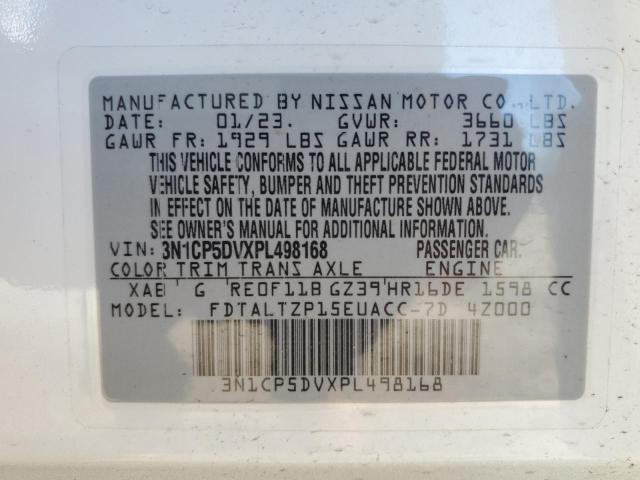 MANUFACTURED BY NISSAN MOTOR CO., LTD.
DATE: 01/23. GVWR: 3660 LBS
GAWR FR: 1929 LBS GAWR RR: 1731 LBS
THIS VEHICLE CONFORMS TO ALL APPLICABLE FEDERAL MOTOR
VEHICLE SAFETY, BUMPER AND THEFT PREVENTION STANDARDS
IN EFFECT ON THE DATE OF MANUFACTURE SHOWN ABOVE.
SEE OWNER'S MANUAL FOR ADDITIONAL INFORMATION.
VIN: 3N1CP5DVXPL498168 PASSENGER CAR.
COLOR TRIM TRANS AXLE ENGINE
XAB ' G 'RE0F11B GZ39'HR16DE 1598 CC
MODEL: FDTALTZP15EUACC-7D 4Z000
3N1CP5DVXPL498168